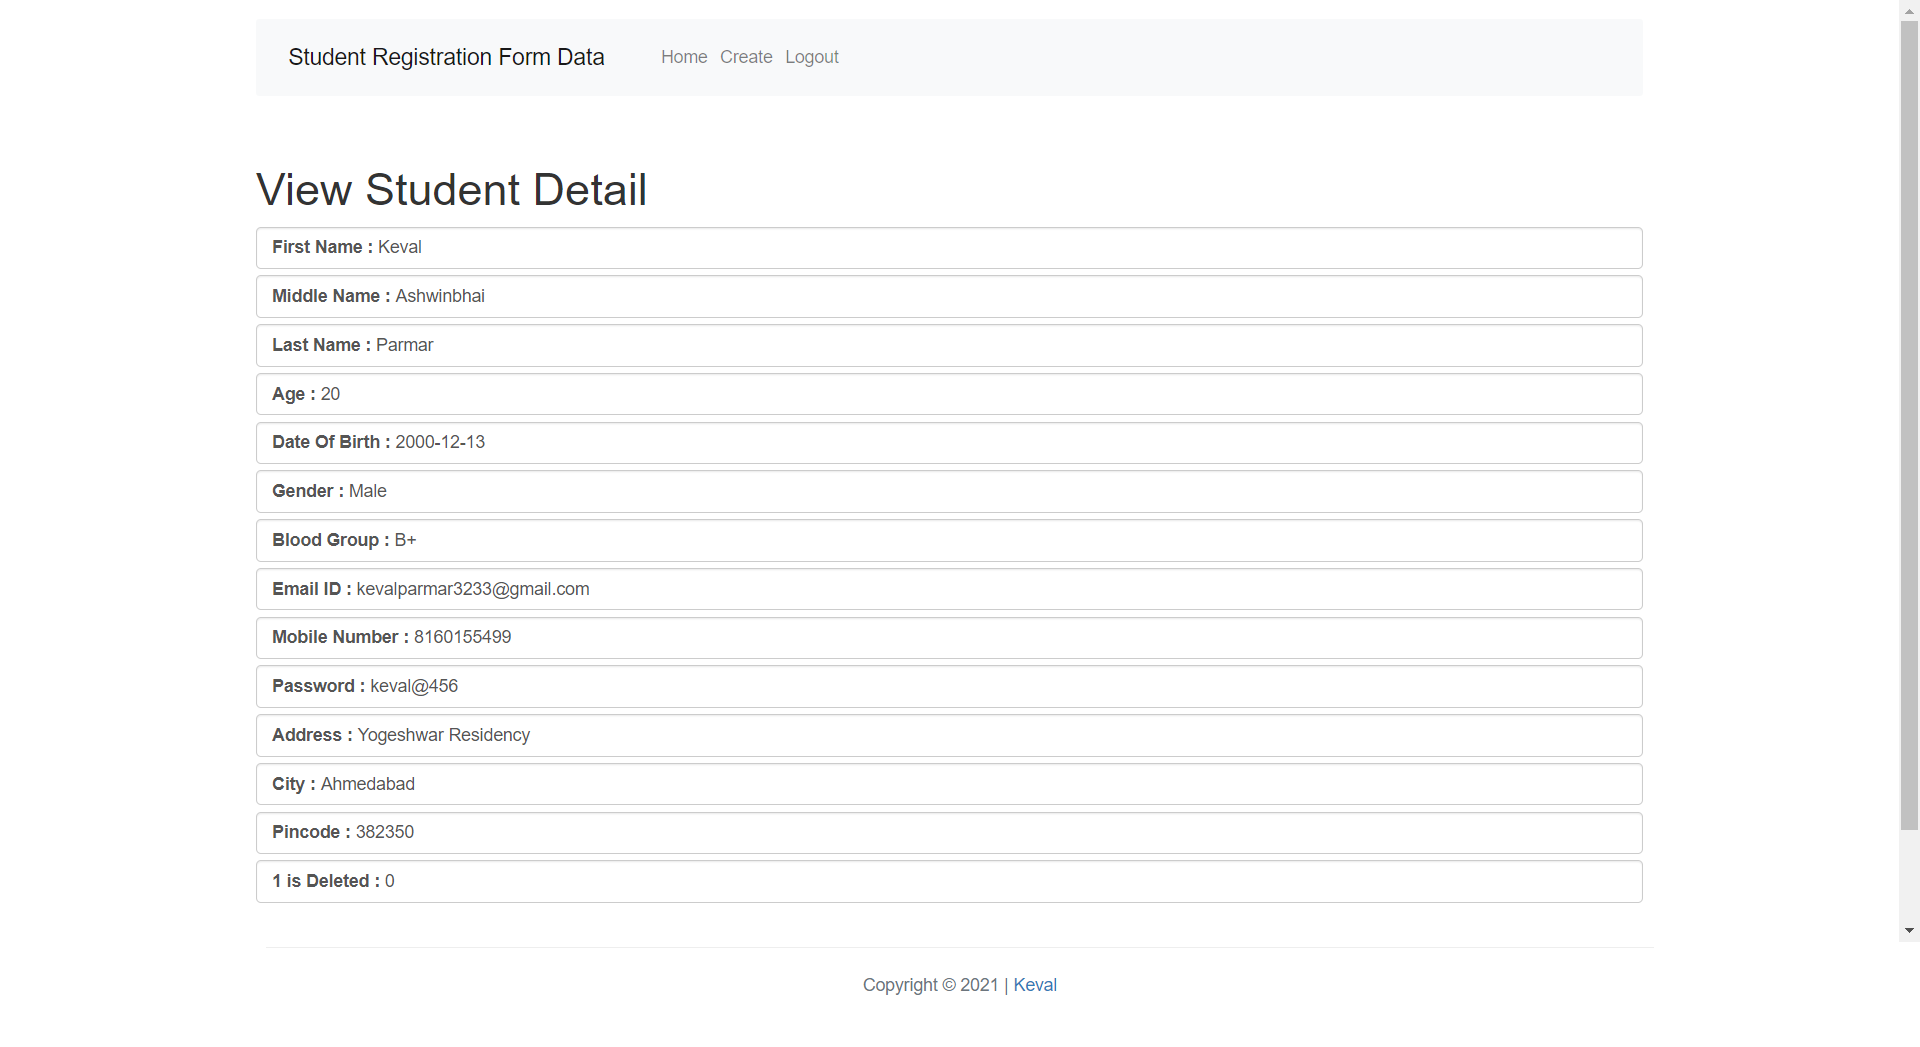 Student Registration Form Data Home Create Logout
View Student Detail
First Name : Keval
Middle Name : Ashwinbhai
Last Name : Parmar
Age : 20
Date Of Birth : 2000-12-13
Gender : Male
Blood Group : B+
Email ID : kevalparmar3233@gmail.com
Mobile Number : 8160155499
Password : keval@456
Address : Yogeshwar Residency
City : Ahmedabad
Pincode : 382350
1 is Deleted : 0
Copyright © 2021 | Keval